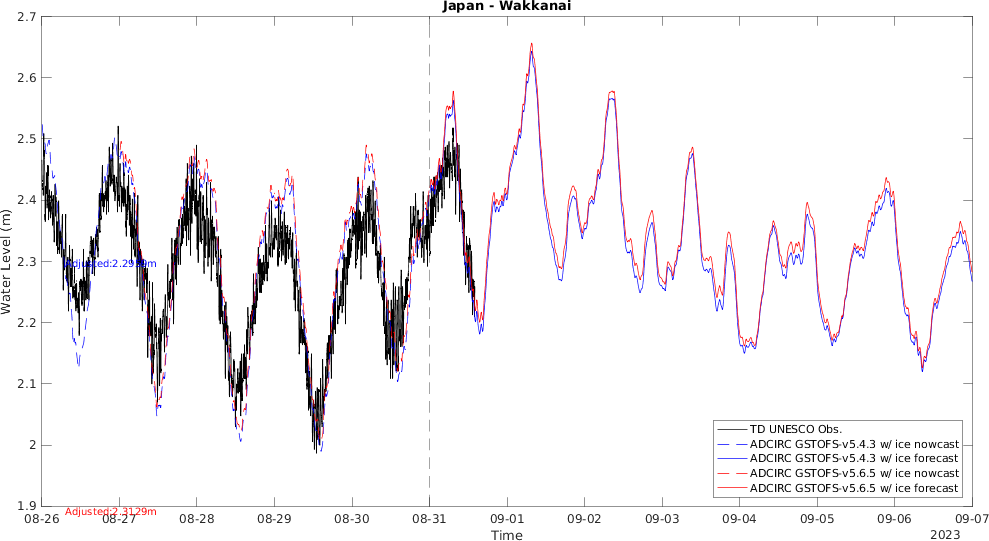 Japan - Wakkanai
2.7
2.6
2.5
2.4
2.3
2.2
2.1
2
1.9
Water Level (m)
Adjusted:2.2959m
Adjusted:2.3129m
08-26
08-27
08-28
08-29
08-30
08-31
09-01
09-02
09-03
09-04
09-05
09-06
09-07
Time
2023
TD UNESCO Obs.
ADCIRC GSTOFS-v5.4.3 w/ ice nowcast
ADCIRC GSTOFS-v5.4.3 w/ ice forecast
ADCIRC GSTOFS-v5.6.5 w/ ice nowcast
ADCIRC GSTOFS-v5.6.5 w/ ice forecast